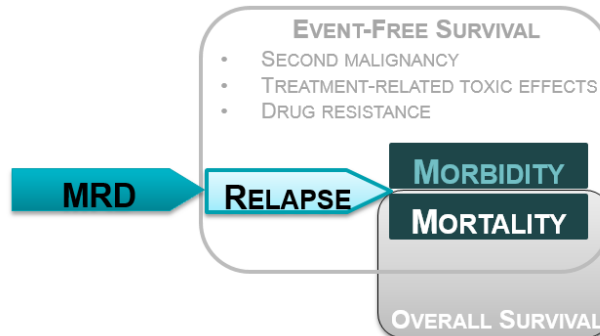 EVENT-FREE SURVIVAL
• SECOND MALIGNANCY
• TREATMENT-RELATED TOXIC EFFECTS
• DRUG RESISTANCE
MRD
RELAPSE
MORBIDITY
MORTALITY
OVERALL SURVIVAL